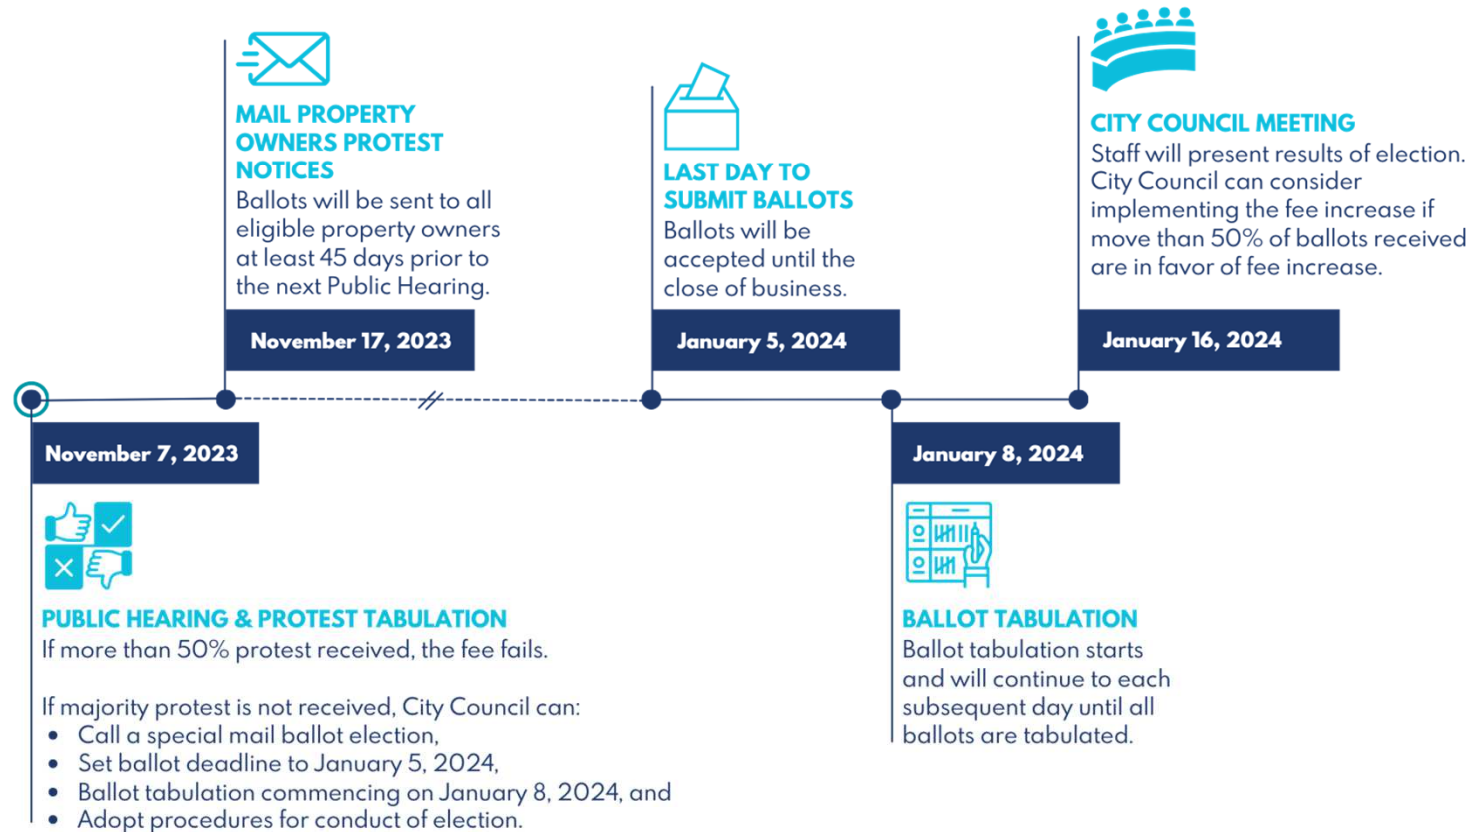 MAIL PROPERTY
OWNERS PROTEST
NOTICES
Ballots will be sent to all
eligible property owners
at least 45 days prior to
the next Public Hearing.
November 17, 2023
LAST DAY TO
SUBMIT BALLOTS
Ballots will be
accepted until the
close of business.
January 5, 2024
CITY COUNCIL MEETING
Staff will present results of election.
City Council can consider
implementing the fee increase if
move than 50% of ballots received
are in favor of fee increase.
January 16, 2024
November 7, 2023
PUBLIC HEARING & PROTEST TABULATION
If more than 50% protest received, the fee fails.
If majority protest is not received, City Council can:
• Call a special mail ballot election,
• Set ballot deadline to January 5, 2024,
• Ballot tabulation commencing on January 8, 2024, and
• Adopt procedures for conduct of election.
January 8, 2024
BALLOT TABULATION
Ballot tabulation starts
and will continue to each
subsequent day until all
ballots are tabulated.